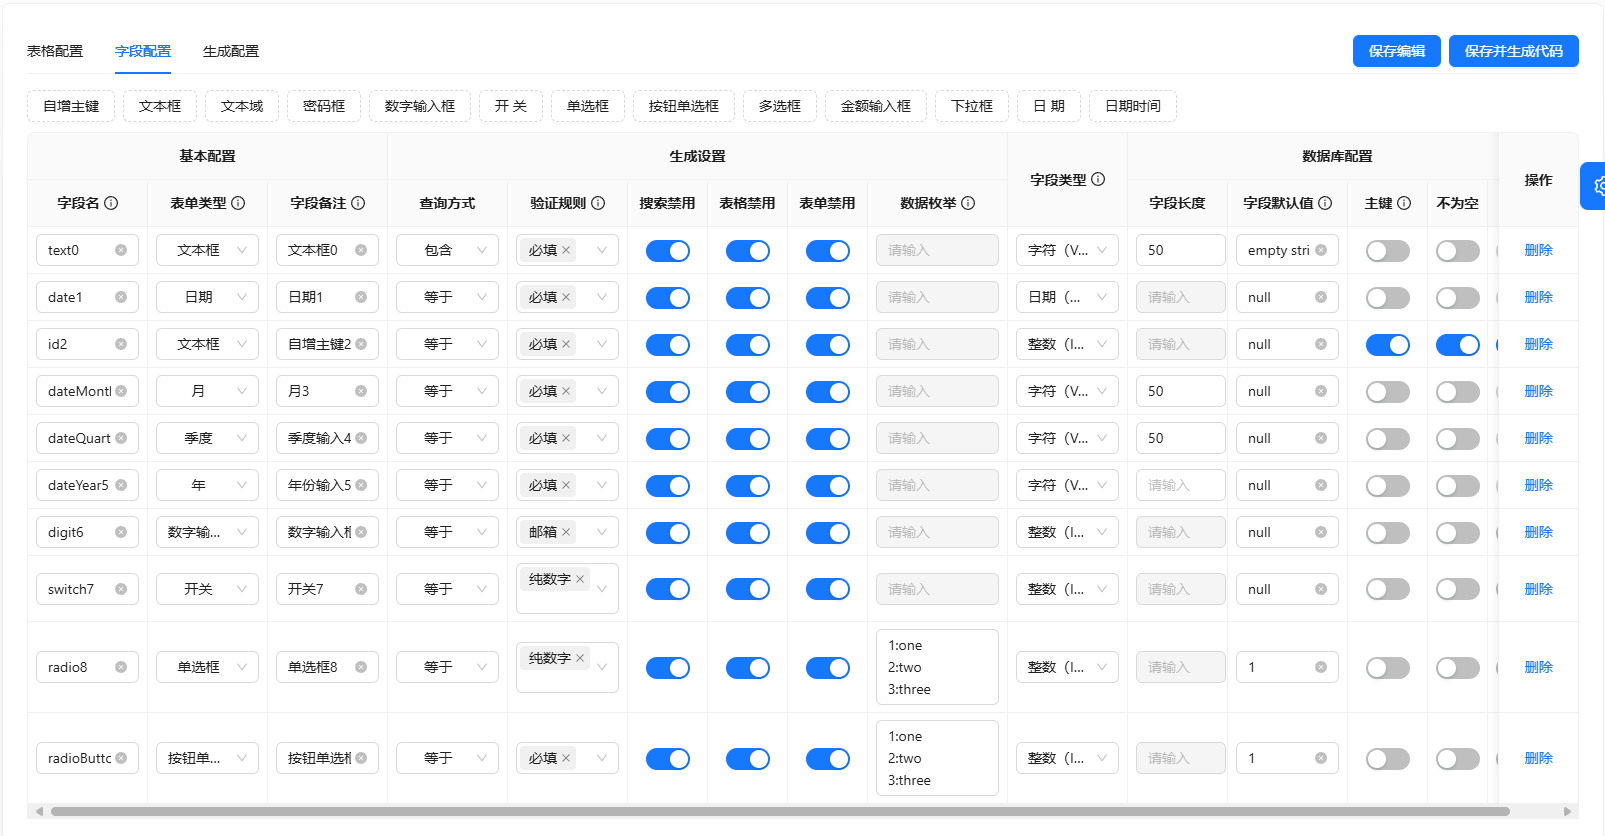 表格配置 字段配置 生成配置 保存编辑 保存并生成代码
自增主键 文本框 文本域 密码框 数字输入框 开 关 单选框 按钮单选框 多选框 金额输入框 下拉框 日 期 日期时间
基本配置 生成设置 字段类型 数据库配置 操作
字段名 表单类型 字段备注 查询方式 验证规则 搜索禁用 表格禁用 表单禁用 数据枚举 字段长度 字段默认值 主键 不为空
text0 文本框 文本框0 包含 必填 请输入 字符（V... 50 empty stri 删除
date1 日期 日期1 等于 必填 请输入 日期（... 请输入 null 删除
id2 文本框 自增主键2 等于 必填 请输入 整数（I... 请输入 null 删除
dateMont 月 月3 等于 必填 请输入 字符（V... 50 null 删除
dateQuart 季度 季度输入4 等于 必填 请输入 字符（V... 50 null 删除
dateYear5 年 年份输入5 等于 必填 请输入 字符（V... 请输入 null 删除
digit6 数字输... 数字输入框 等于 邮箱 请输入 整数（I... 请输入 null 删除
switch7 开关 开关7 等于 纯数字 请输入 整数（I... 请输入 null 删除
radio8 单选框 单选框8 等于 纯数字 1:one
2:two
3:three
整数（I... 请输入 1 删除
radioButtc 按钮单... 按钮单选框 等于 必填 1:one
2:two
3:three
整数（I... 请输入 1 删除